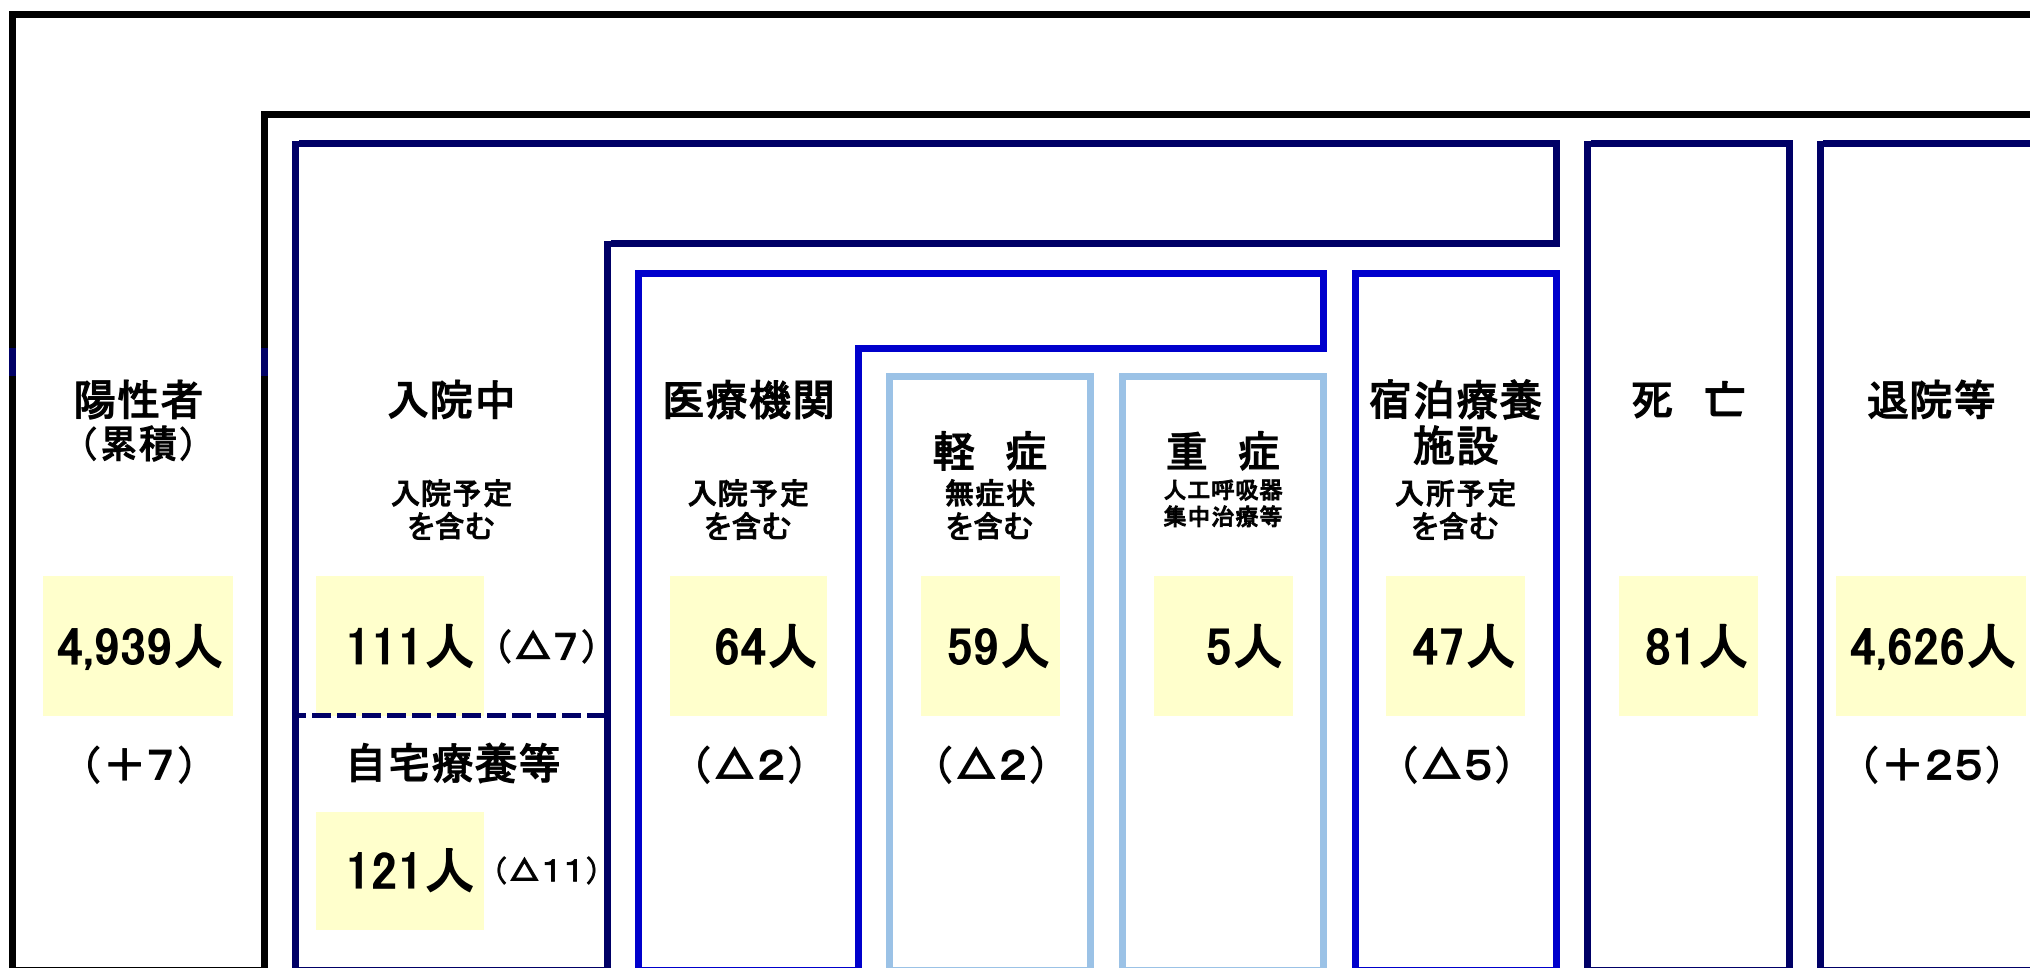 陽性者
（累積）
4,939人
（＋7）
入院中
入院予定
を含む
111人 （△7）
自宅療養等
121人 （△11）
医療機関
入院予定
を含む
64人
（△2）
軽 症
無症状
を含む
59人
（△2）
重 症
人工呼吸器
集中治療等
5人
宿泊療養
施設
入所予定
を含む
47人
（△5）
死 亡
81人
退院等
4,626人
（＋25）